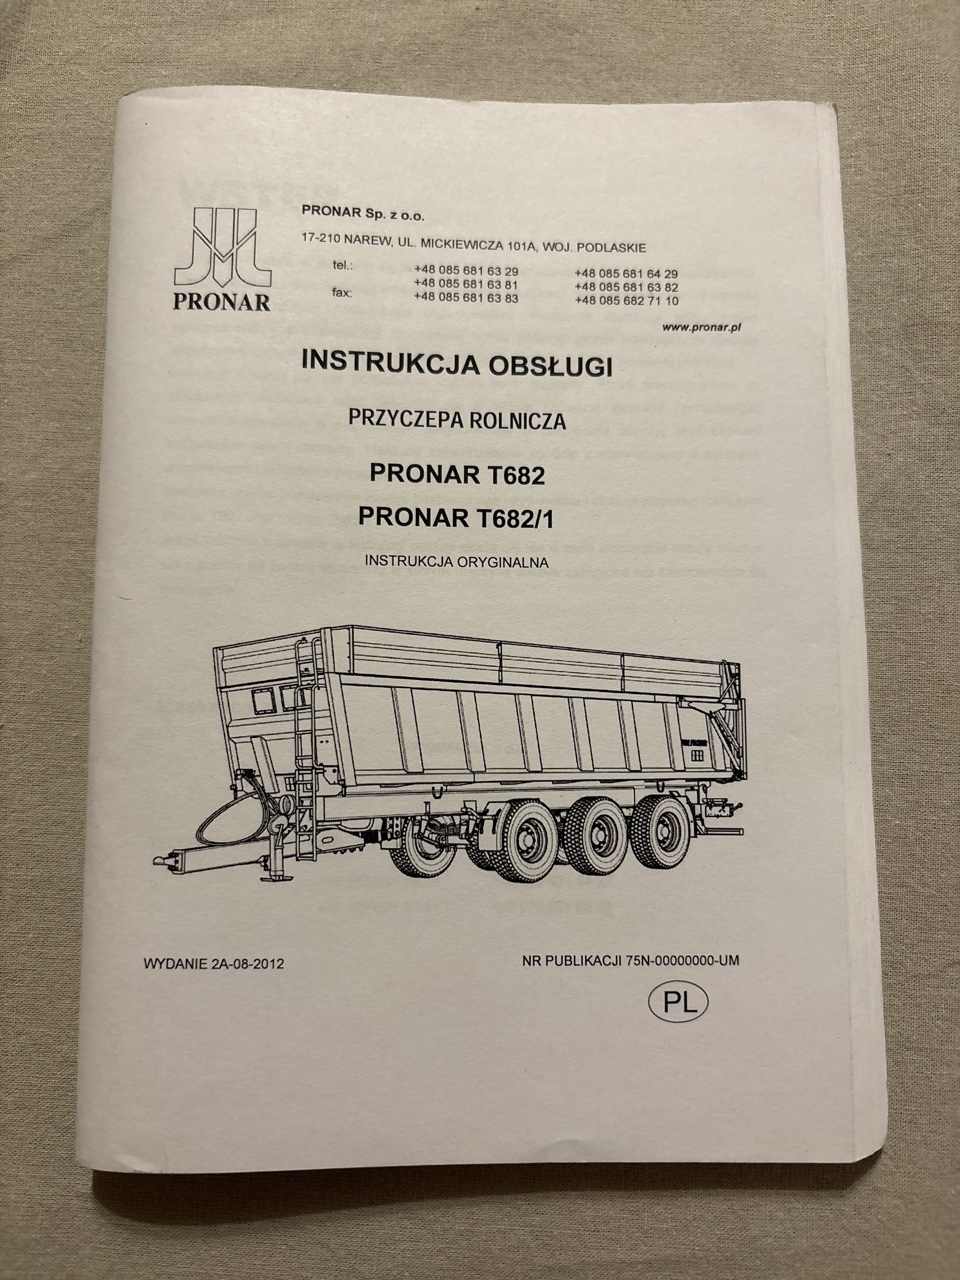 PRONAR
PRONAR Sp. z o.o.
17-210 NAREW, UL. MICKIEWICZA 101A, WOJ. PODLASKIE
tel.: +48 085 681 63 29 +48 085 681 64 29
+48 085 681 63 81 +48 085 681 63 82
fax: +48 085 681 63 83 +48 085 682 71 10
www.pronar.pl
INSTRUKCJA OBSŁUGI
PRZYCZEPA ROLNICZA
PRONAR T682
PRONAR T682/1
INSTRUKCJA ORYGINALNA
WYDANIE 2A-08-2012
NR PUBLIKACJI 75N-00000000-UM
PL